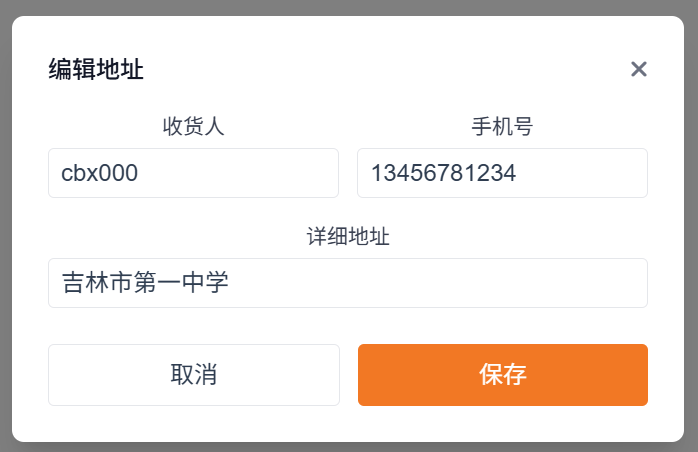 编辑地址
收货人 手机号
cbx000 13456781234
详细地址
吉林市第一中学
取消 保存